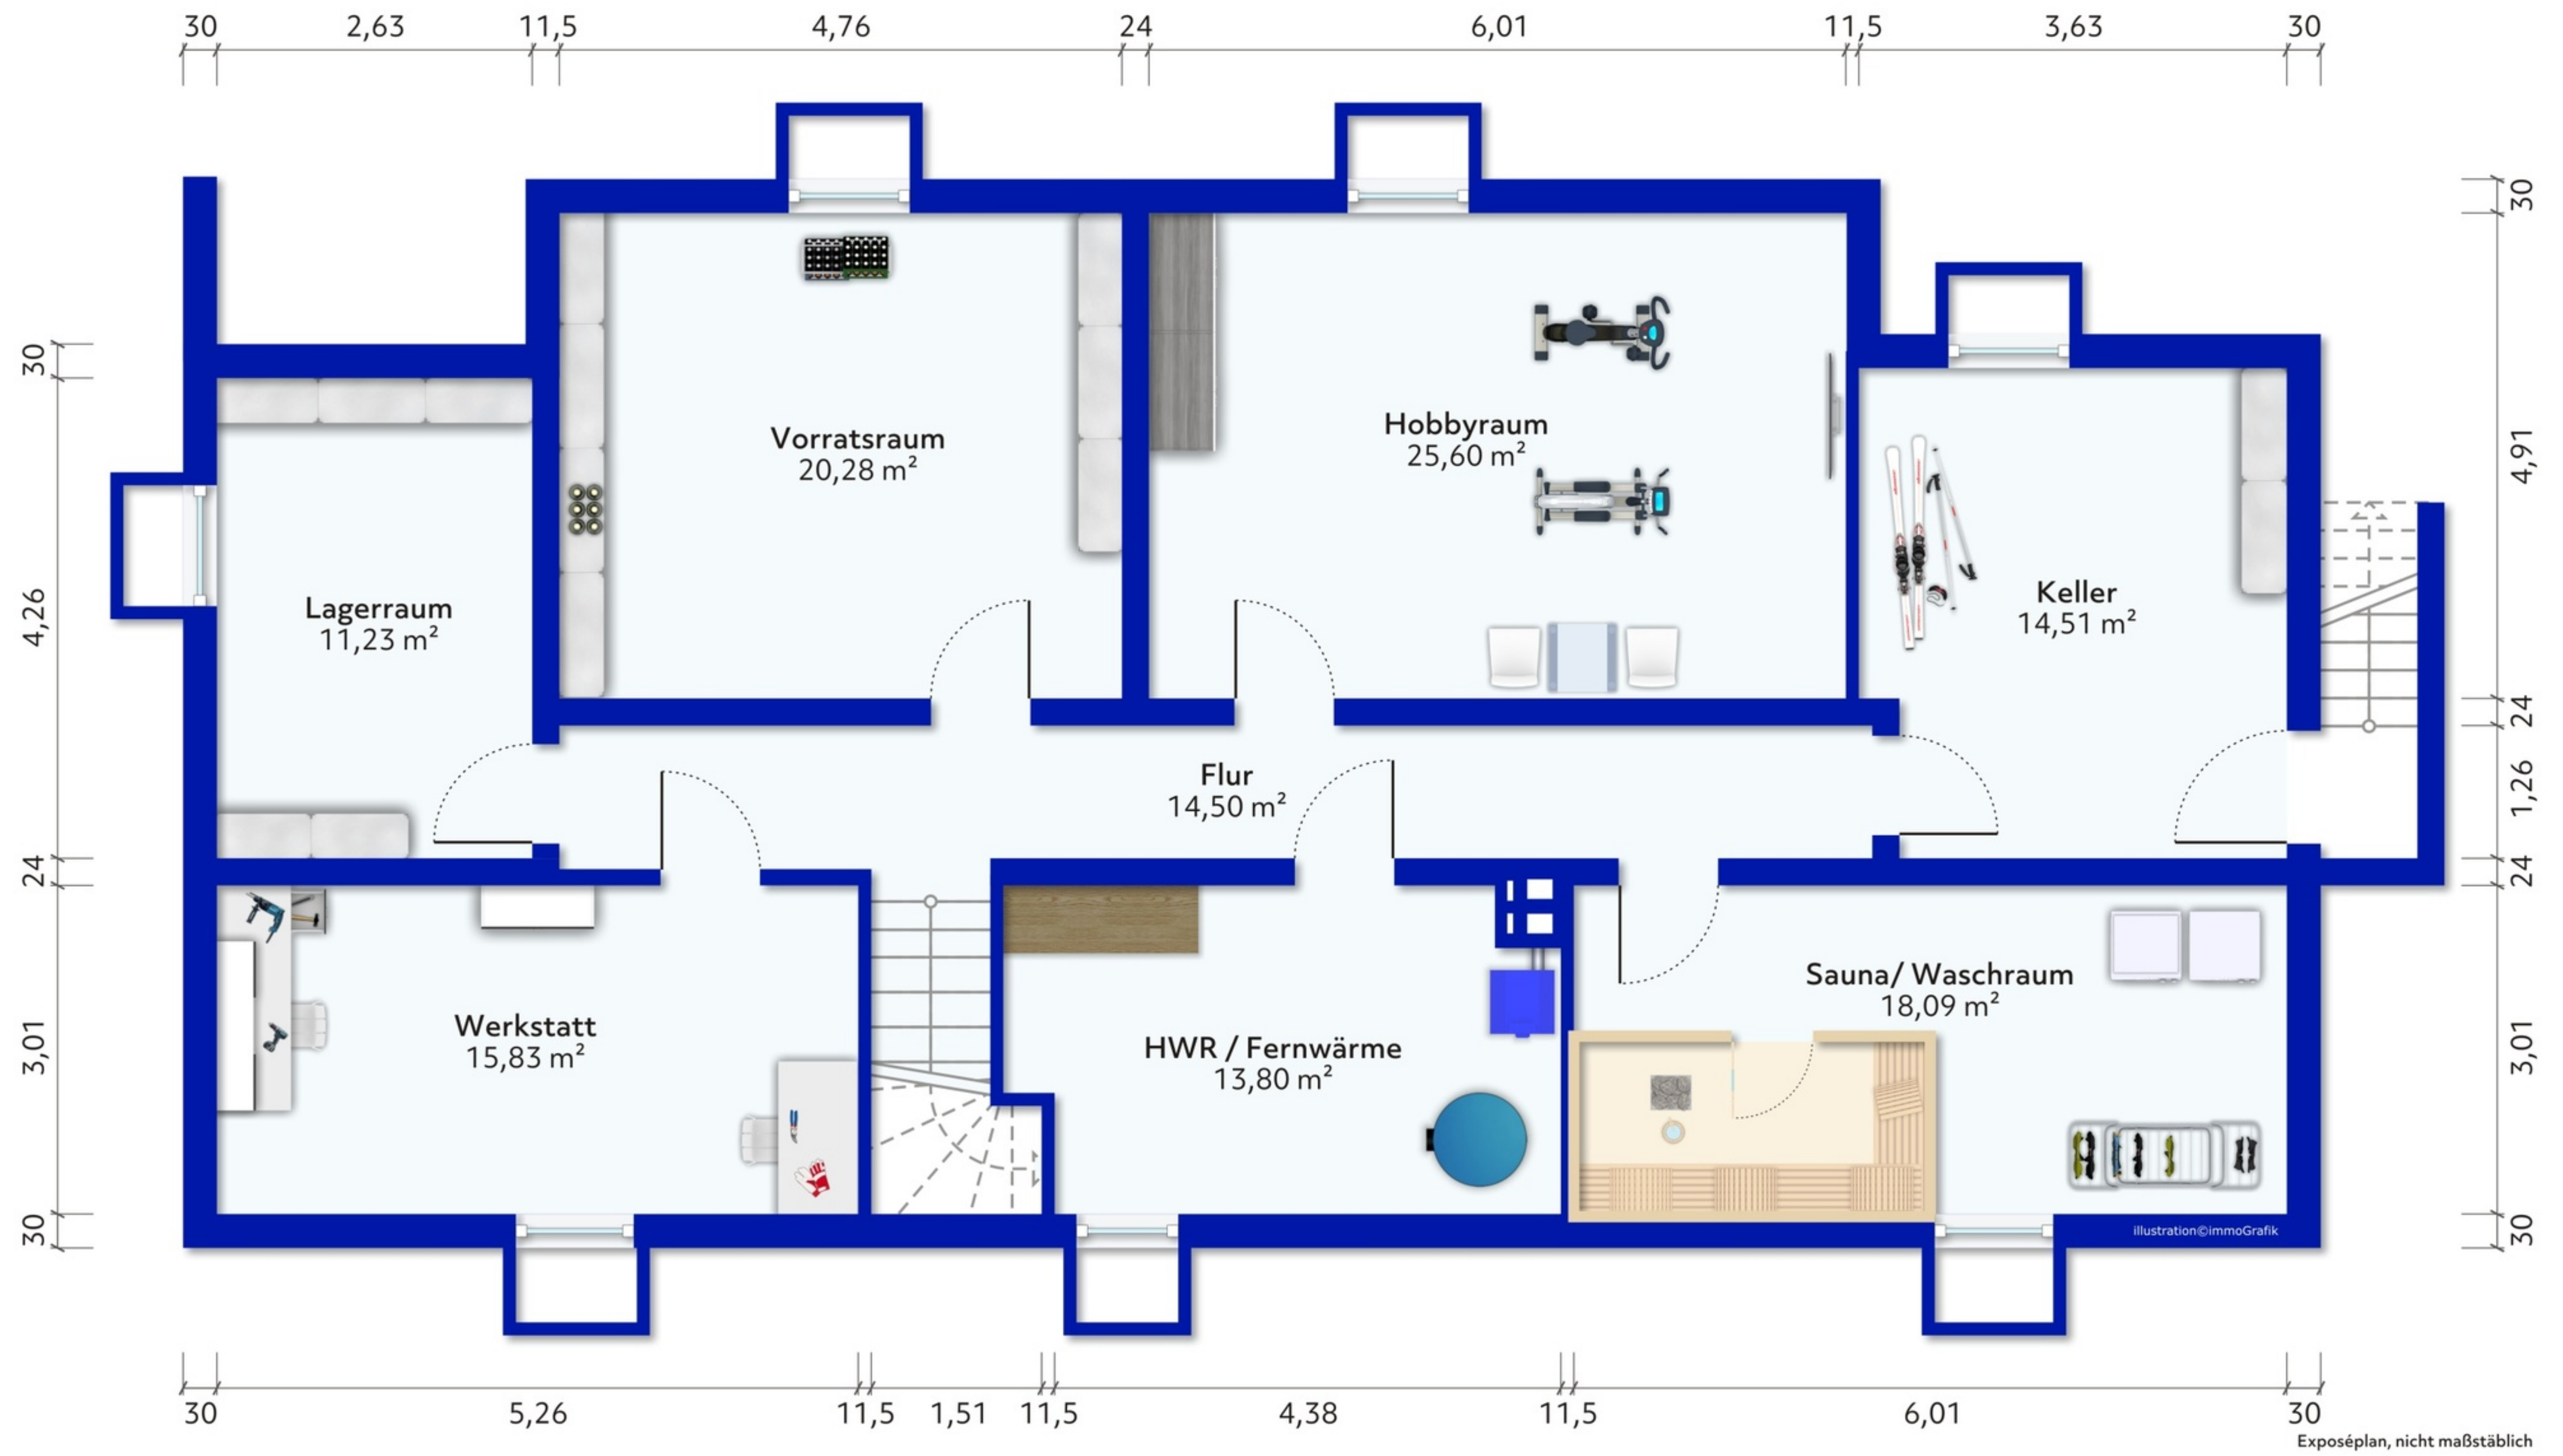 30 2,63 11,5 4,76 24 6,01 11,5 3,63 30
30
30
Vorratsraum
20,28 m²
Hobbyraum
25,60 m²
4,91
Lagerraum
11,23 m²
4,26
Keller
14,51 m²
24
Flur
14,50 m²
1,26
24
24
Werkstatt
15,83 m²
HWR / Fernwärme
13,80 m²
Sauna/ Waschraum
18,09 m²
3,01
3,01
30
30
illustration©immoGrafik
30 5,26 11,5 1,51 11,5 4,38 11,5 6,01 30
Exposéplan, nicht maßstäblich